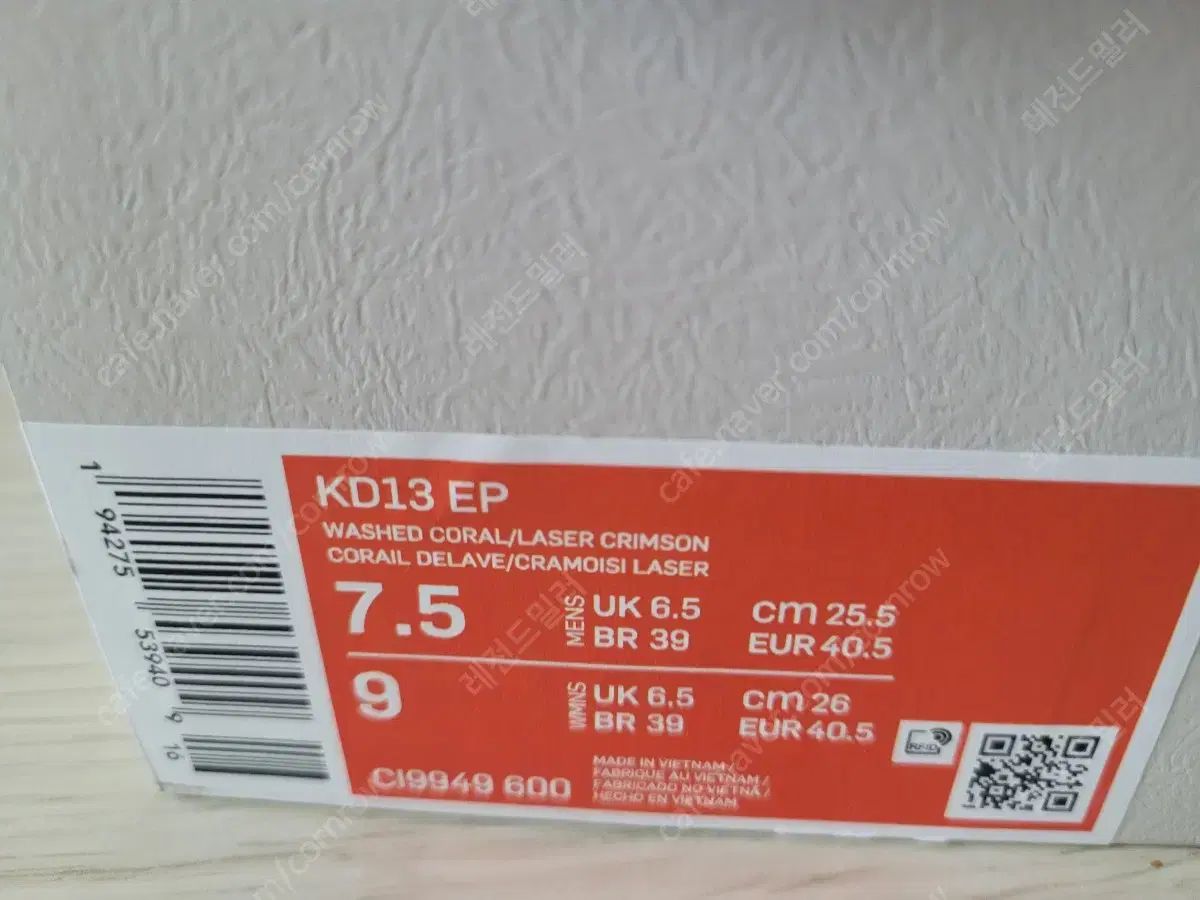 KD13 EP
WASHED CORAL/LASER CRIMSON
CORAIL DELAVE/CRAMOISI LASER
7.5 MENS UK 6.5 cm 25.5
BR 39 EUR 40.5
9 WMNS UK 6.5 cm 26
BR 39 EUR 40.5
CI9949 600
MADE IN VIETNAM /
FABRIQUE AU VIETNAM /
FABRICADO NO VIETNÃ /
HECHO EN VIETNAM
RFID
1 94275 53940 9 10
cafe.naver.com/cornrow
레전드밀러